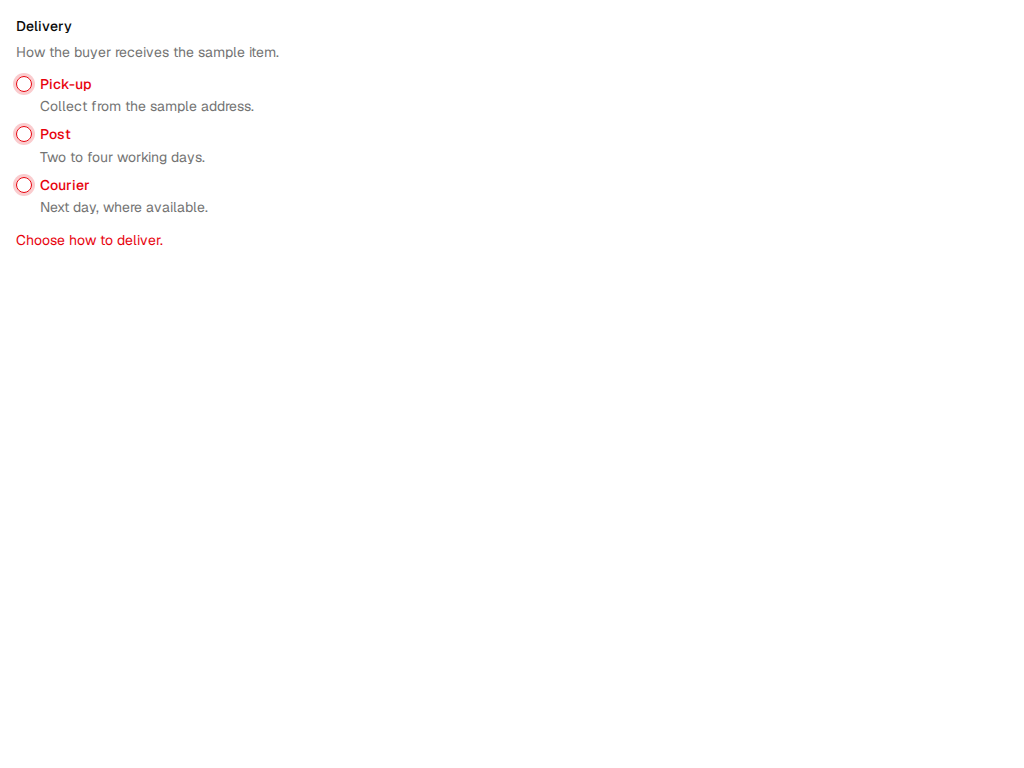 Delivery
How the buyer receives the sample item.
Pick-up
Collect from the sample address.
Post
Two to four working days.
Courier
Next day, where available.
Choose how to deliver.